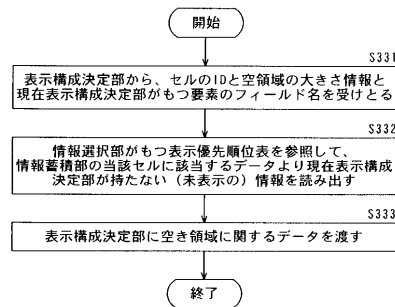 開始
S331
表示構成決定部から、セルのIDと空領域の大きさ情報と
現在表示構成決定部がもつ要素のフィールド名を受けとる
S332
情報選択部がもつ表示優先順位表を参照して、
情報蓄積部の当該セルに該当するデータより現在表示構成
決定部が持たない（未表示の）情報を読み出す
S333
表示構成決定部に空き領域に関するデータを渡す
終了